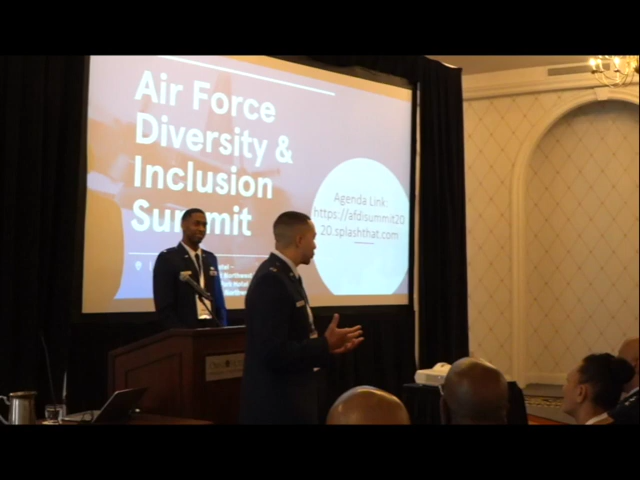 Air Force
Diversity &
Inclusion
Summit
Agenda Link:
https://afdisummit20
20.splashthat.com